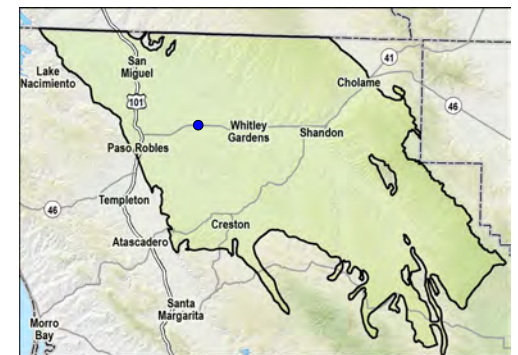 San
Miguel
41
Lake
Nacimiento
Cholame
101
46
Whitley
Gardens
Shandon
Paso Robles
Templeton
46
Creston
Atascadero
Santa
Margarita
Morro
Bay